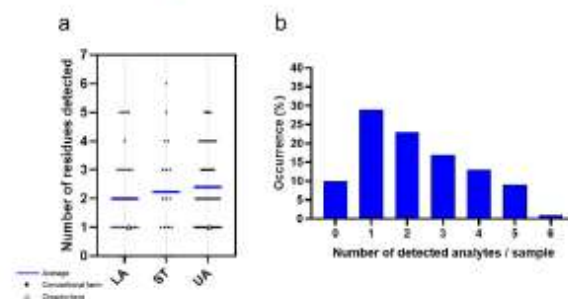 a
Number of residues detected
7
6
5
4
3
2
1
0
LA
ST
UA
Average
Conventional farm
b
Occurrence (%)
40
35
30
25
20
15
10
5
0
0 1 2 3 4 5 6
Number of detected analytes / sample